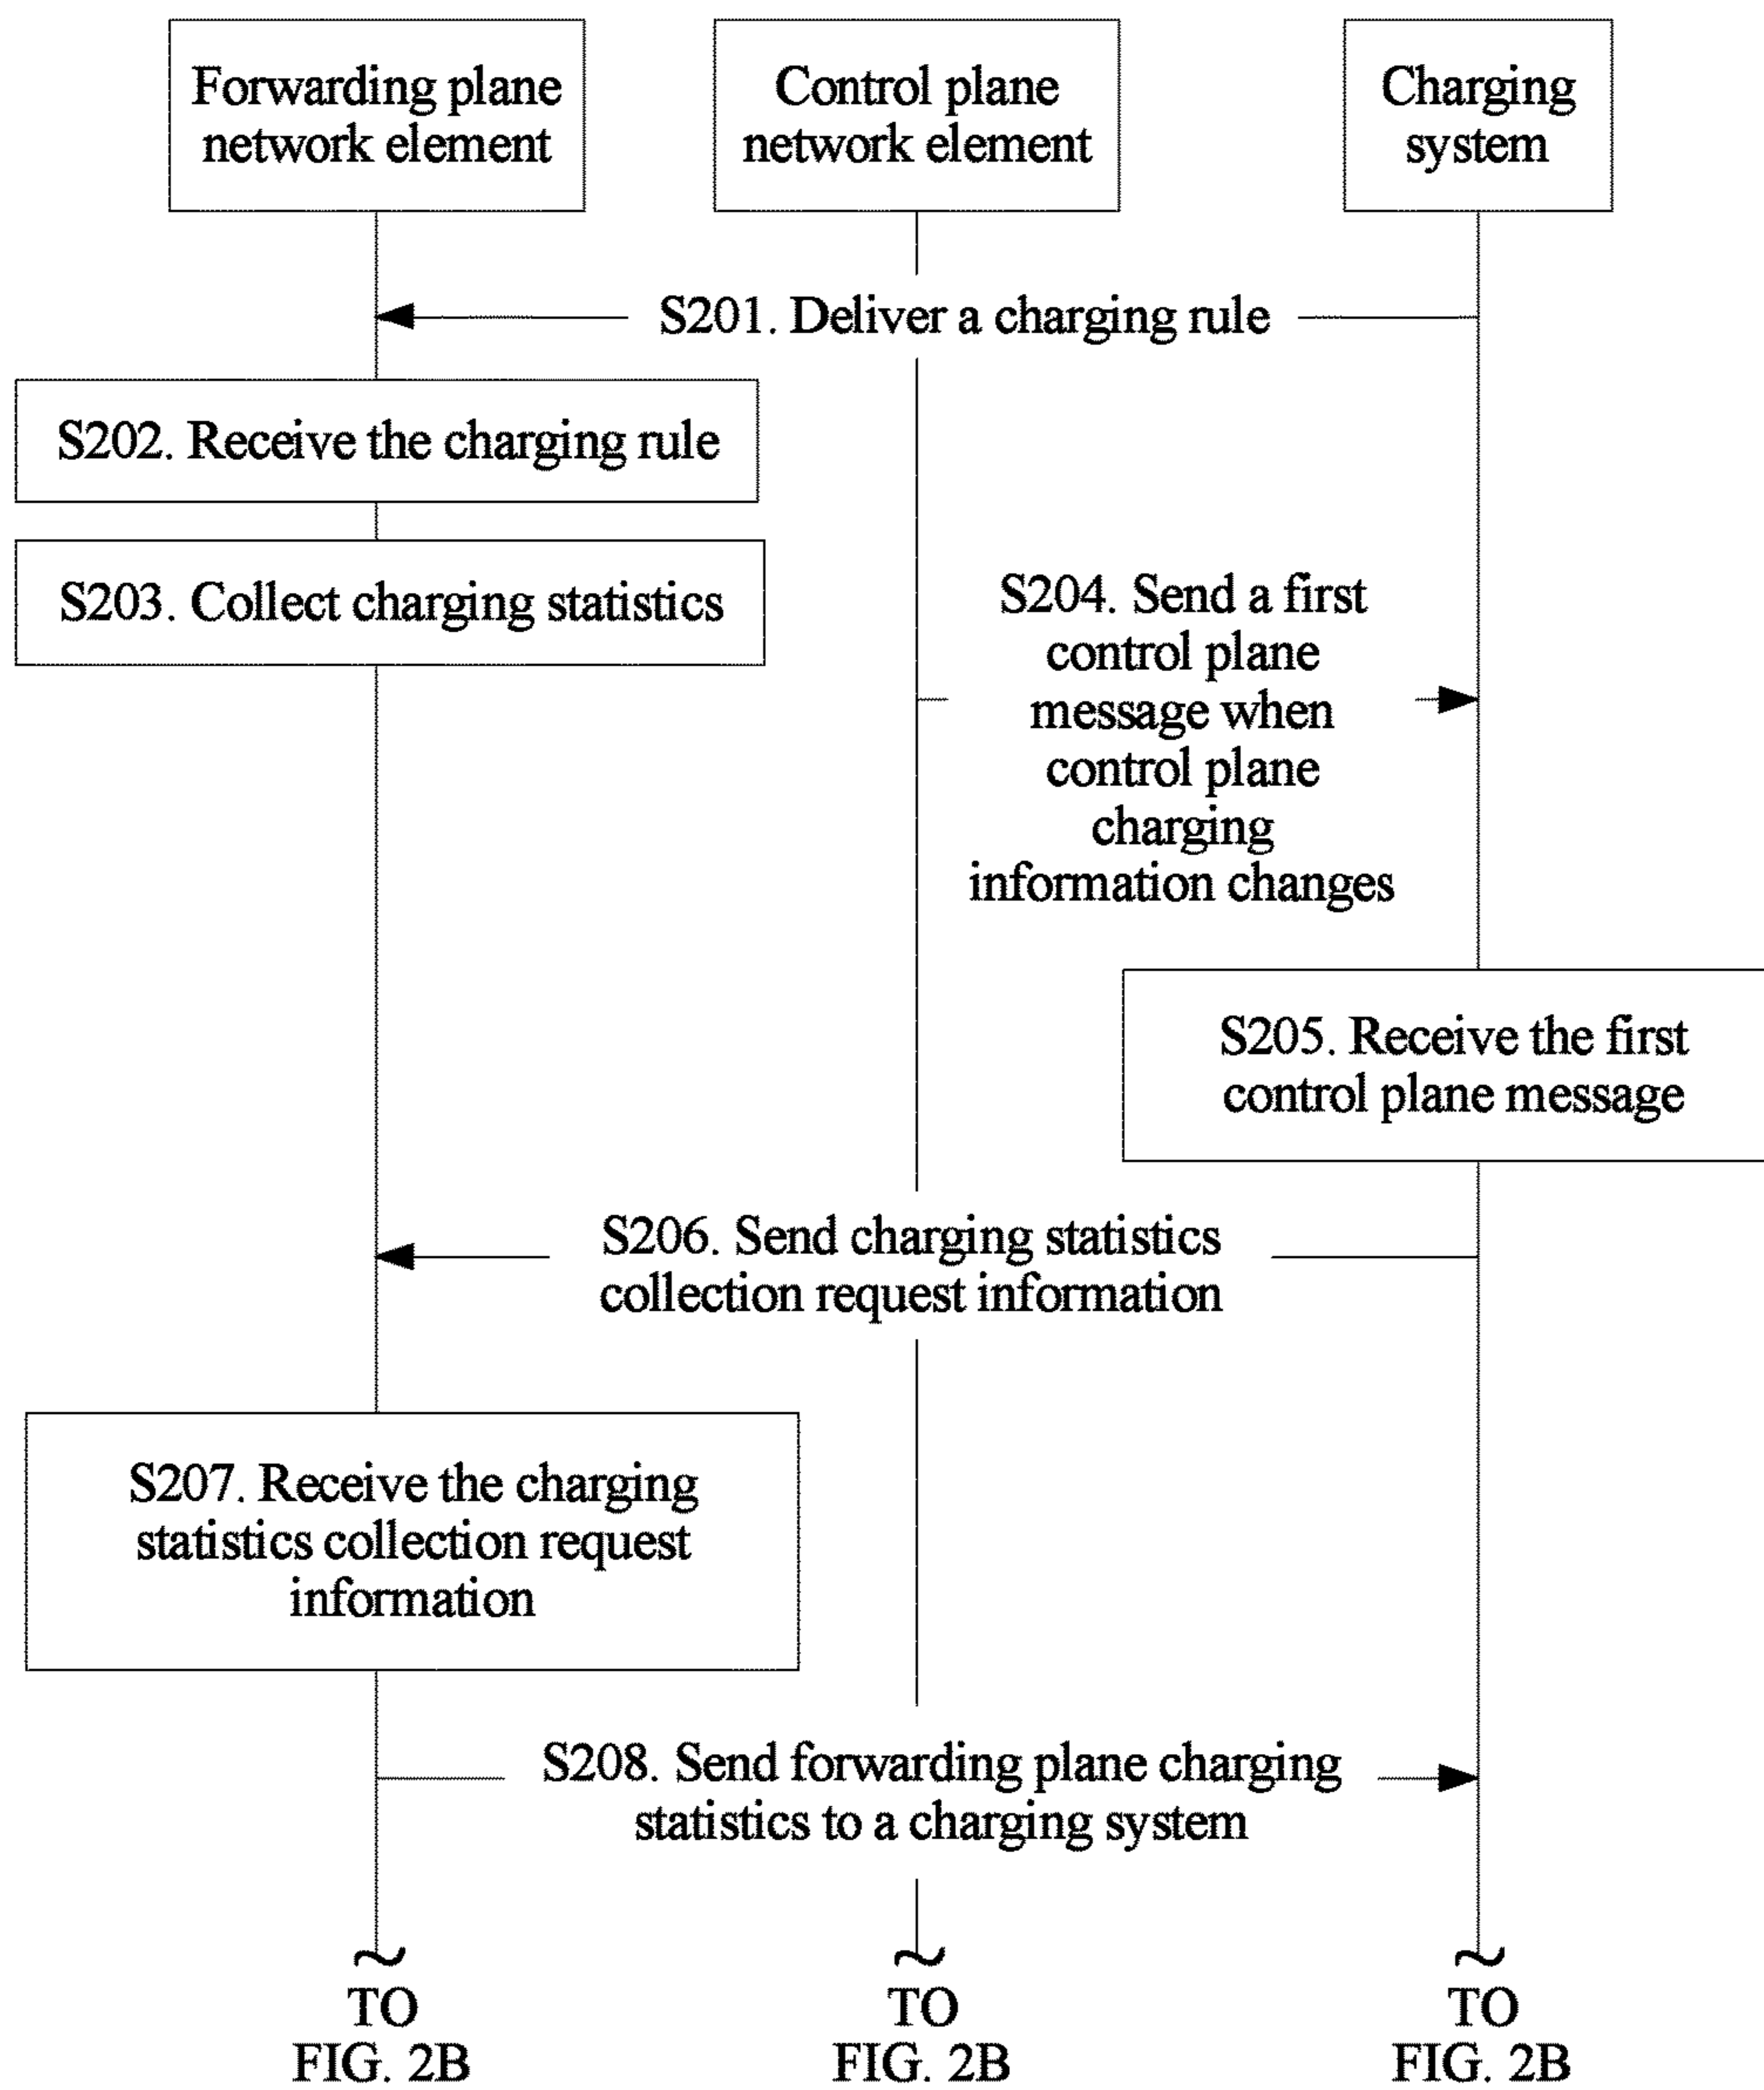 Forwarding plane
network element
Control plane
network element
Charging
system
S201. Deliver a charging rule
S202. Receive the charging rule
S203. Collect charging statistics
S204. Send a first
control plane
message when
control plane
charging
information changes
S205. Receive the first
control plane message
S206. Send charging statistics
collection request information
S207. Receive the charging
statistics collection request
information
S208. Send forwarding plane charging
statistics to a charging system
~
TO
FIG. 2B
~
TO
FIG. 2B
~
TO
FIG. 2B